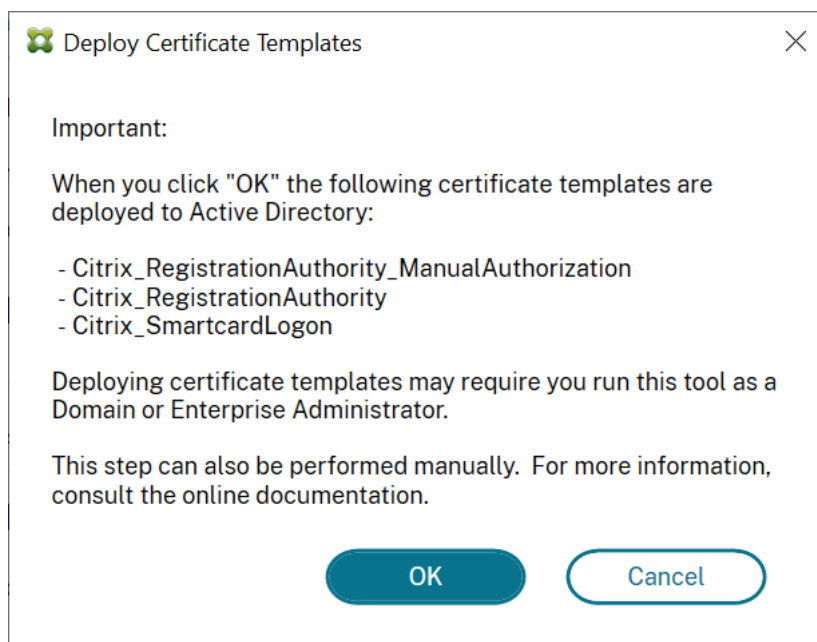 Deploy Certificate Templates
Important:
When you click "OK" the following certificate templates are
deployed to Active Directory:
- Citrix_RegistrationAuthority_ManualAuthorization
- Citrix_RegistrationAuthority
- Citrix_SmartcardLogon
Deploying certificate templates may require you run this tool as a
Domain or Enterprise Administrator.
This step can also be performed manually.  For more information,
consult the online documentation.
OK
Cancel